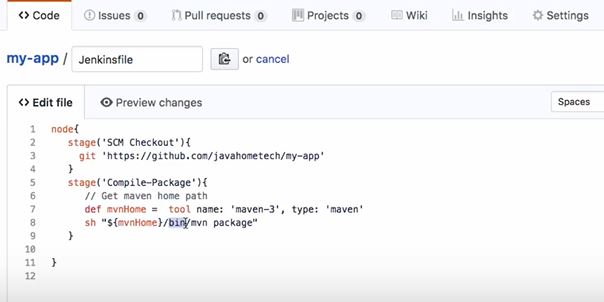 Code Issues 0 Pull requests 0 Projects 0 Wiki Insights Settings
my-app / Jenkinsfile or cancel
Edit file Preview changes Spaces
1 node{
2 stage('SCM Checkout'){
3 git 'https://github.com/javahometech/my-app'
4 }
5 stage('Compile-Package'){
6 // Get maven home path
7 def mvnHome = tool name: 'maven-3', type: 'maven'
8 sh "${mvnHome}/bin/mvn package"
9 }
10
11 }
12